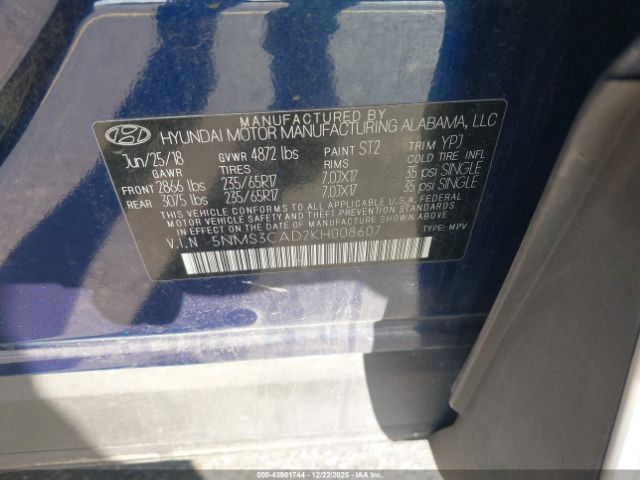 MANUFACTURED BY
HYUNDAI MOTOR MANUFACTURING ALABAMA, LLC
Jun/25/18 GVWR 4872 lbs PAINT ST2 TRIM YPJ
GAWR TIRES RIMS COLD TIRE INFL
FRONT 2866 lbs 235/65R17 7.0JX17 35 psi SINGLE
REAR 3075 lbs 235/65R17 7.0JX17 35 psi SINGLE
THIS VEHICLE CONFORMS TO ALL APPLICABLE U.S.A. FEDERAL
MOTOR VEHICLE SAFETY, BUMPER, AND THEFT PREVENTION STANDARDS
IN EFFECT ON THE DATE OF MANUFACTURE SHOWN ABOVE.
V.I.N 5NMS3CAD2KH008607 TYPE: MPV
000-43981744 - 12/22/2025 - COPYRIGHT IAA, LLC.